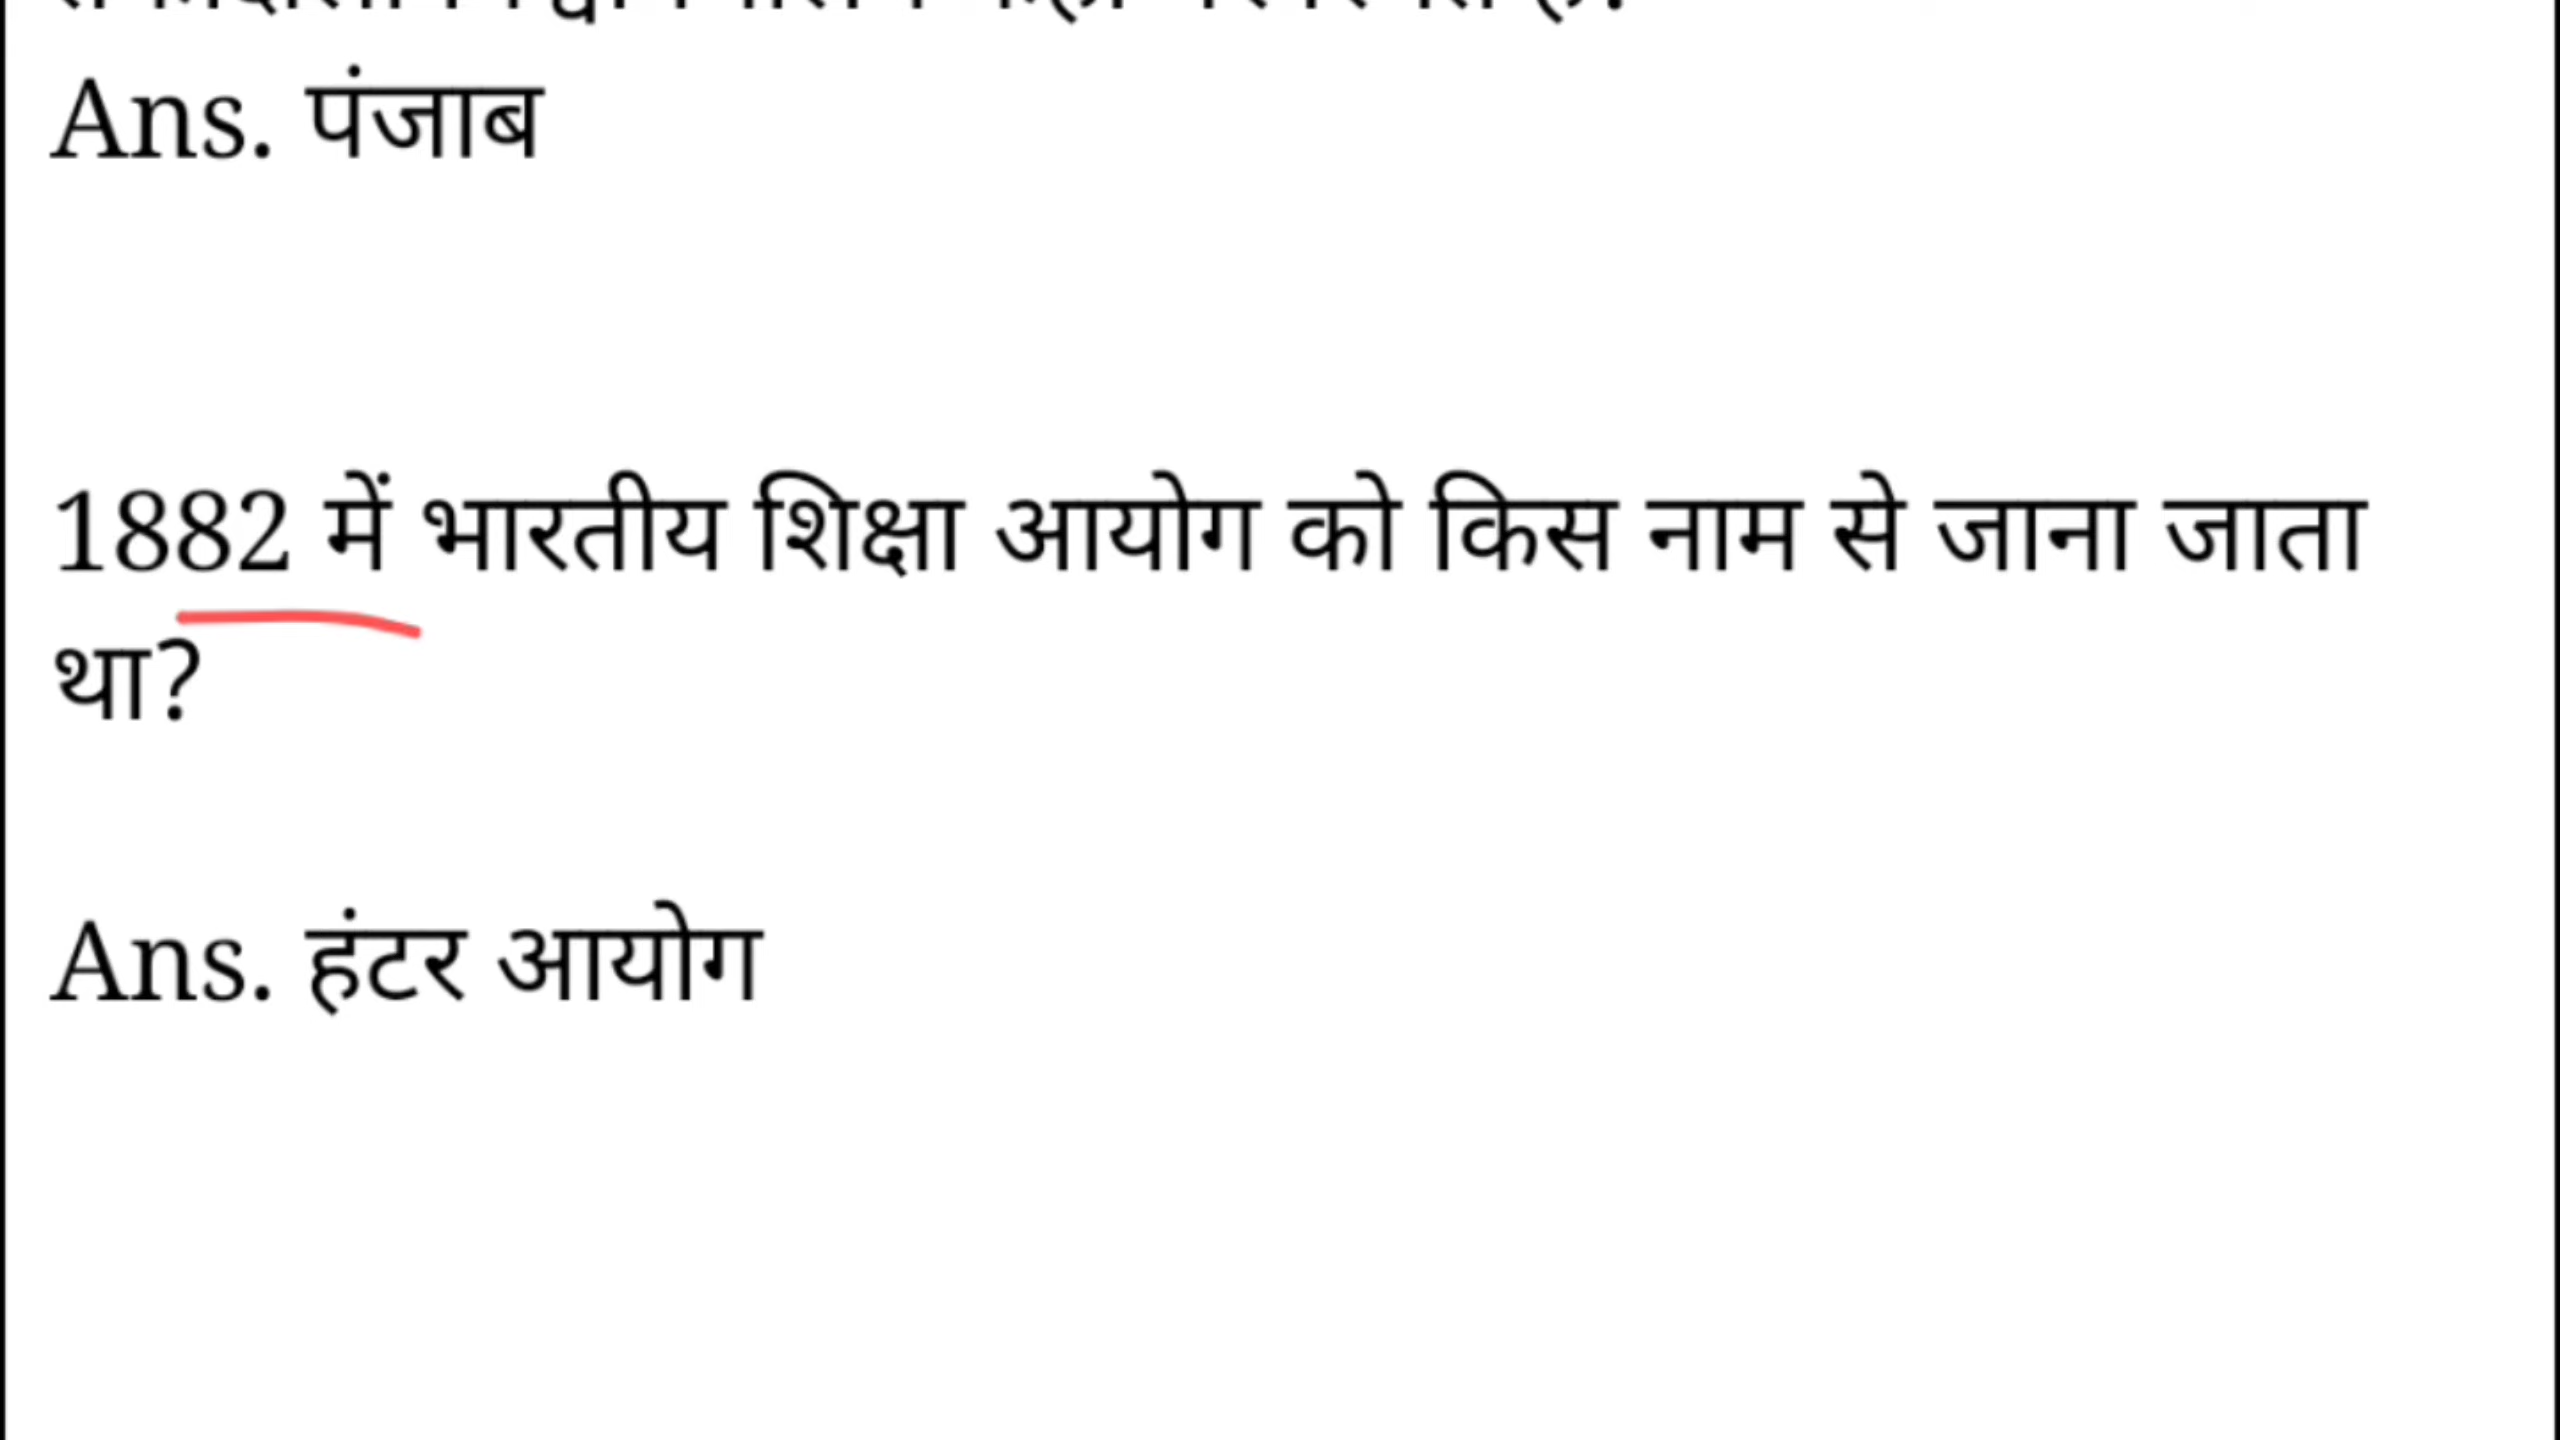 Ans. पंजाब
1882 में भारतीय शिक्षा आयोग को किस नाम से जाना जाता
था?
Ans. हंटर आयोग